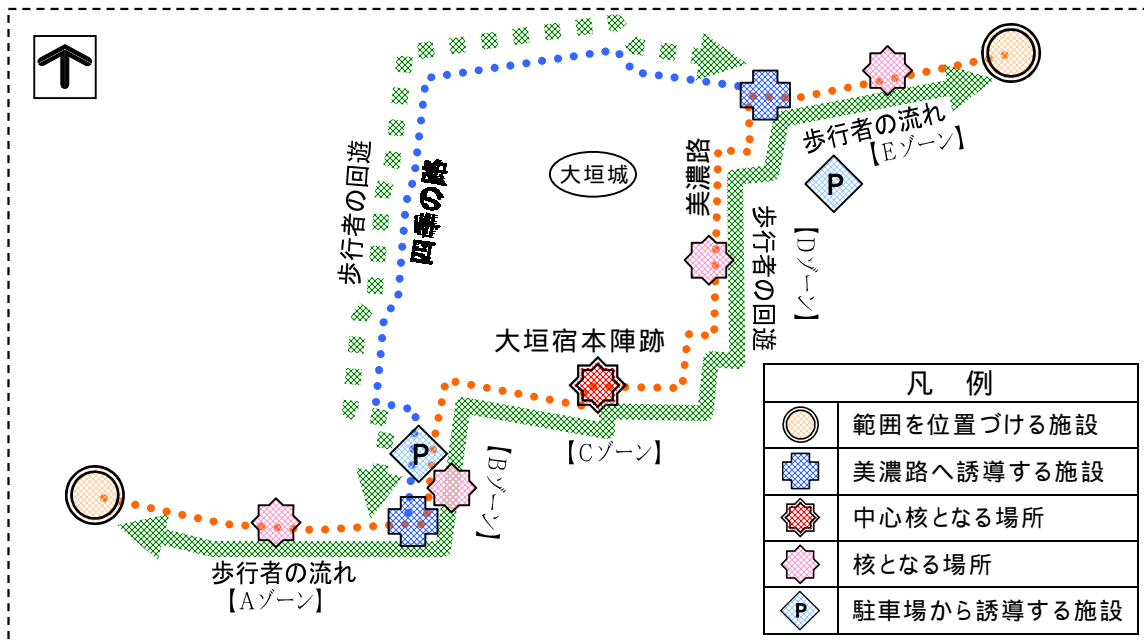 歩行者の流れ
【Eゾーン】
P
大垣城
美濃路
歩行者の回遊
四季の路
歩行者の回遊
【Dゾーン】
大垣宿本陣跡
【Cゾーン】
P
【Bゾーン】
歩行者の流れ
【Aゾーン】
凡 例
範囲を位置づける施設
美濃路へ誘導する施設
中心核となる場所
核となる場所
P 駐車場から誘導する施設